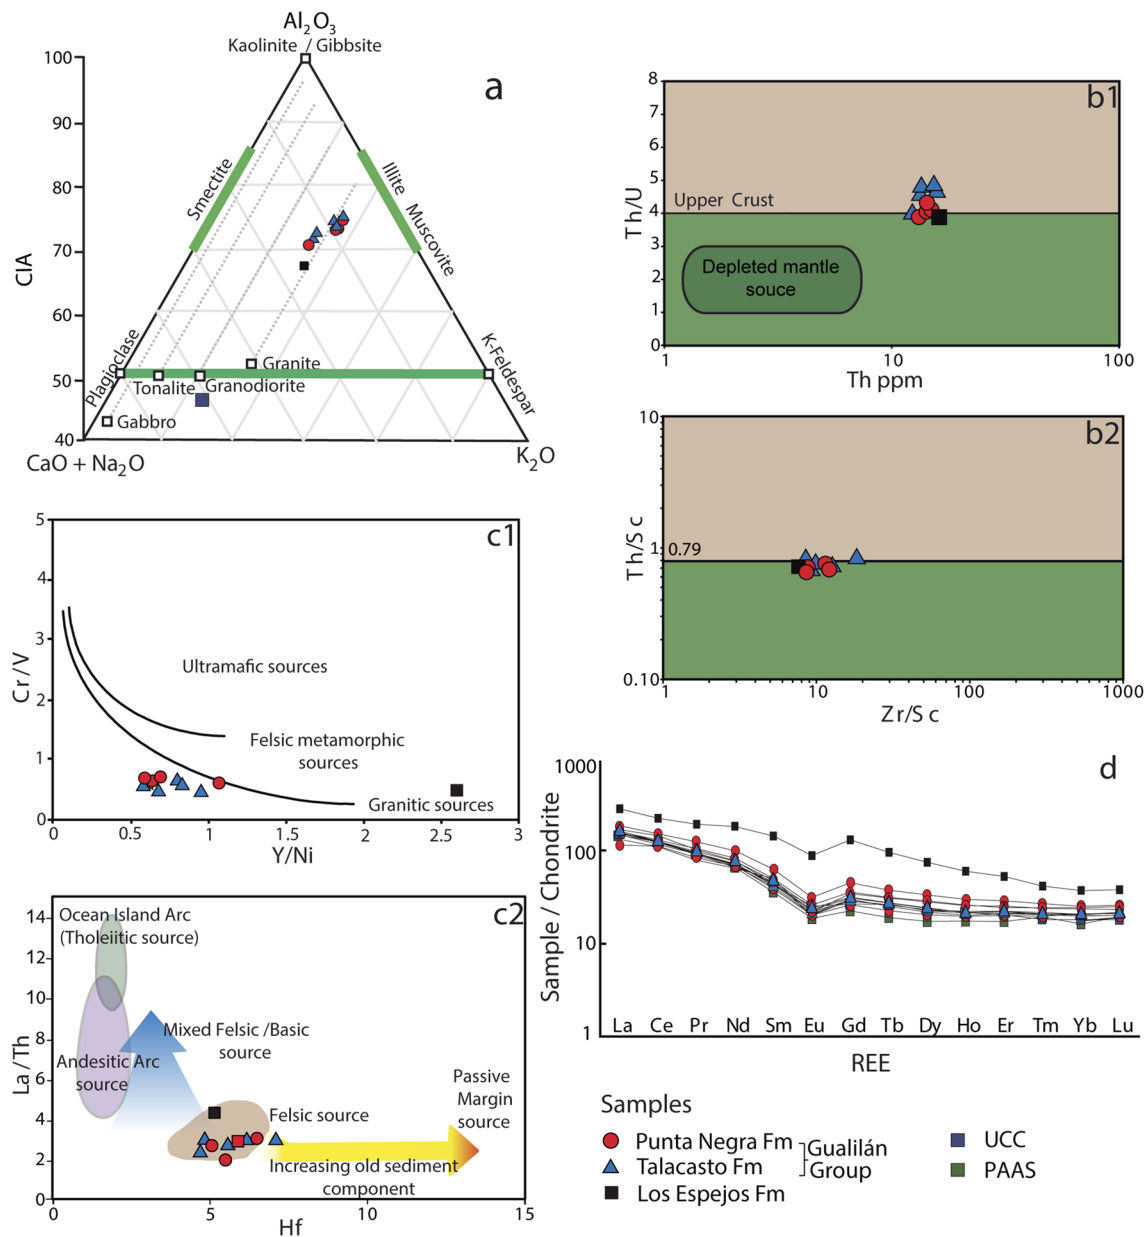 Al2O3
Kaolinite / Gibbsite
a
CIA
100
90
80
70
60
50
40
Smectite
Illite
Muscovite
Plagioclase
K-Feldespar
Granite
Tonalite
Granodiorite
Gabbro
CaO + Na2O
K2O
b1
Th/U
8
7
6
5
4
3
2
1
0
Upper Crust
Depleted mantle
souce
1
10
100
Th ppm
b2
Th/S c
10
1
0.10
0.79
1
10
100
1000
Zr/S c
c1
Cr/V
5
4
3
2
1
0
Ultramafic sources
Felsic metamorphic
sources
Granitic sources
0
0.5
1
1.5
2
2.5
3
Y/Ni
c2
La/Th
14
12
10
8
6
4
2
0
Ocean Island Arc
(Tholeiitic source)
Mixed Felsic /Basic
source
Andesitic Arc
source
Passive
Margin
source
Felsic source
Increasing old sediment
component
0
5
10
15
Hf
d
Sample / Chondrite
1000
100
10
1
La Ce Pr Nd Sm Eu Gd Tb Dy Ho Er Tm Yb Lu
REE
Samples
Punta Negra Fm
Talacasto Fm
Gualilán
Group
Los Espejos Fm
UCC
PAAS